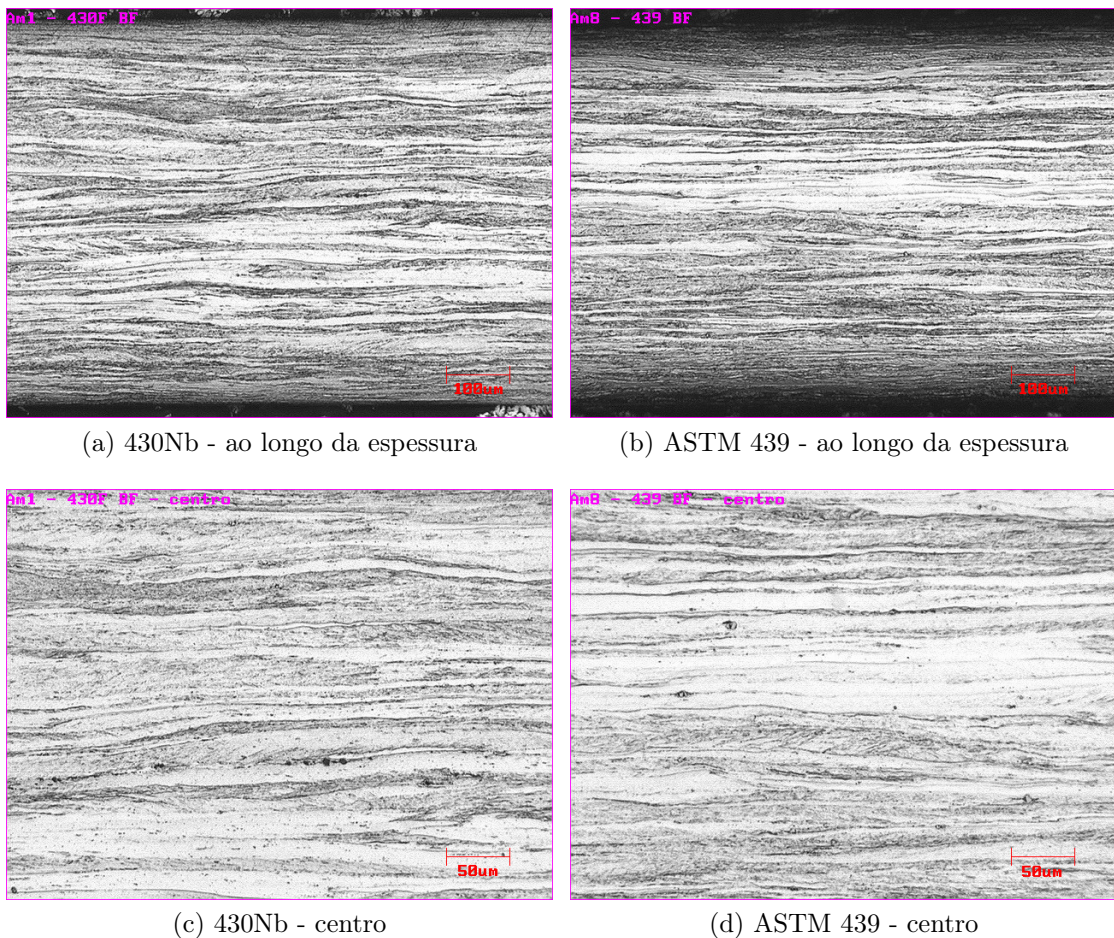 Am1 - 430F BF
Am8 - 439 BF
100um
100um
(a) 430Nb - ao longo da espessura
(b) ASTM 439 - ao longo da espessura
Am1 - 430F BF - centro
Am8 - 439 BF - centro
50um
50um
(c) 430Nb - centro
(d) ASTM 439 - centro